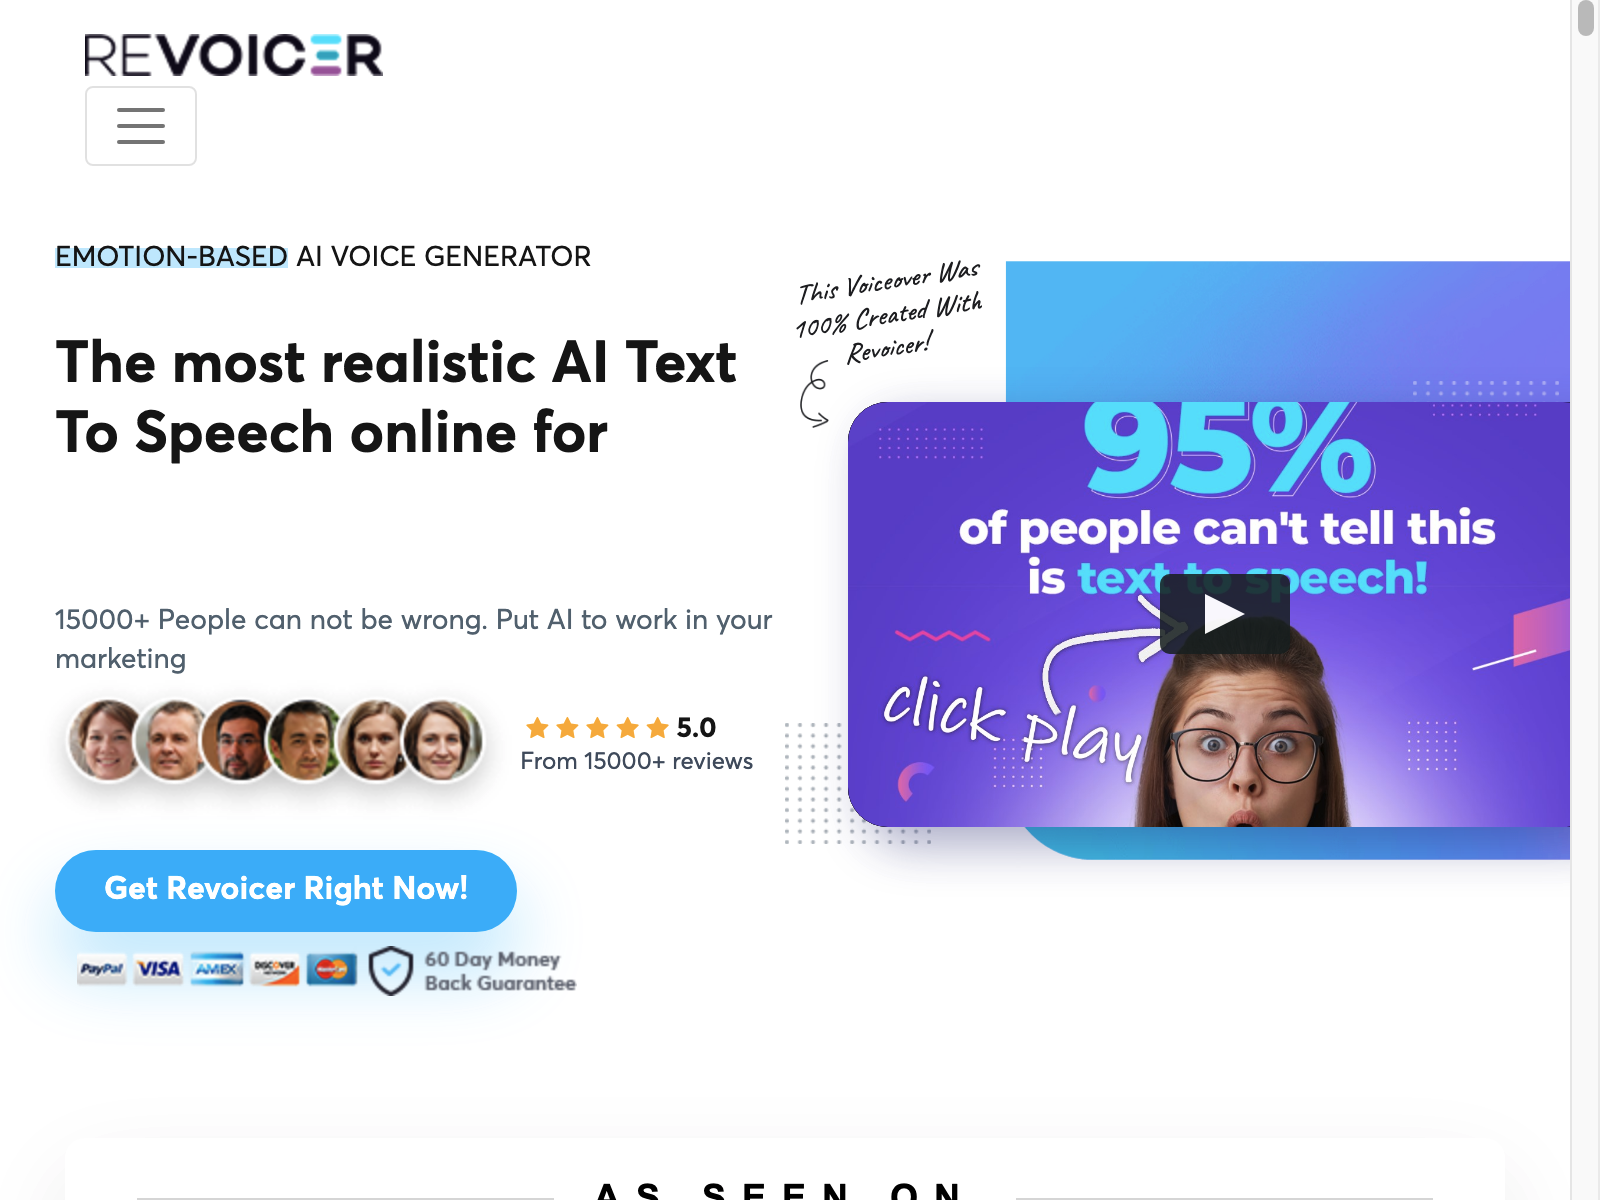 REVOICER
EMOTION-BASED AI VOICE GENERATOR
The most realistic AI Text
To Speech online for
15000+ People can not be wrong. Put AI to work in your
marketing
5.0
From 15000+ reviews
Get Revoicer Right Now!
PayPal VISA AMEX DISCOVER MasterCard
60 Day Money
Back Guarantee
This Voiceover Was
100% Created With
Revoicer!
95%
of people can't tell this
is text to speech!
click play
AS SEEN ON